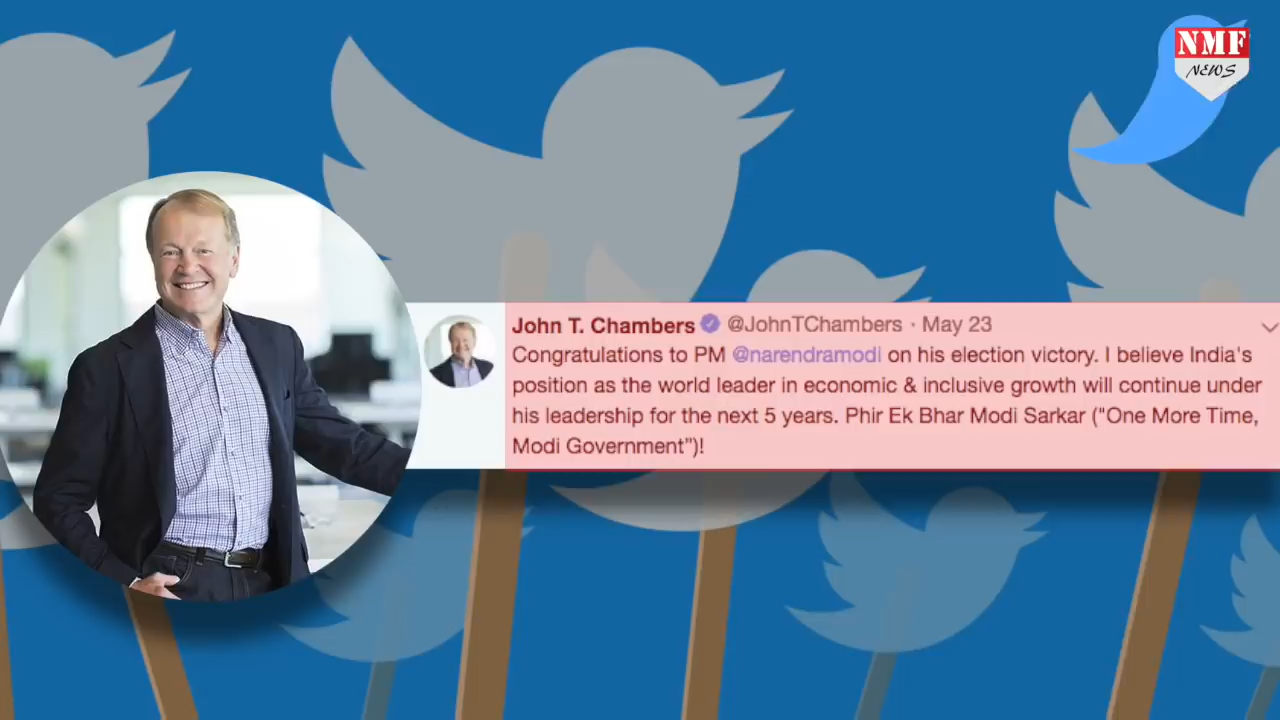 NMF
NEWS
John T. Chambers @JohnTChambers · May 23
Congratulations to PM @narendramodi on his election victory. I believe India's
position as the world leader in economic & inclusive growth will continue under
his leadership for the next 5 years. Phir Ek Bhar Modi Sarkar ("One More Time,
Modi Government")!